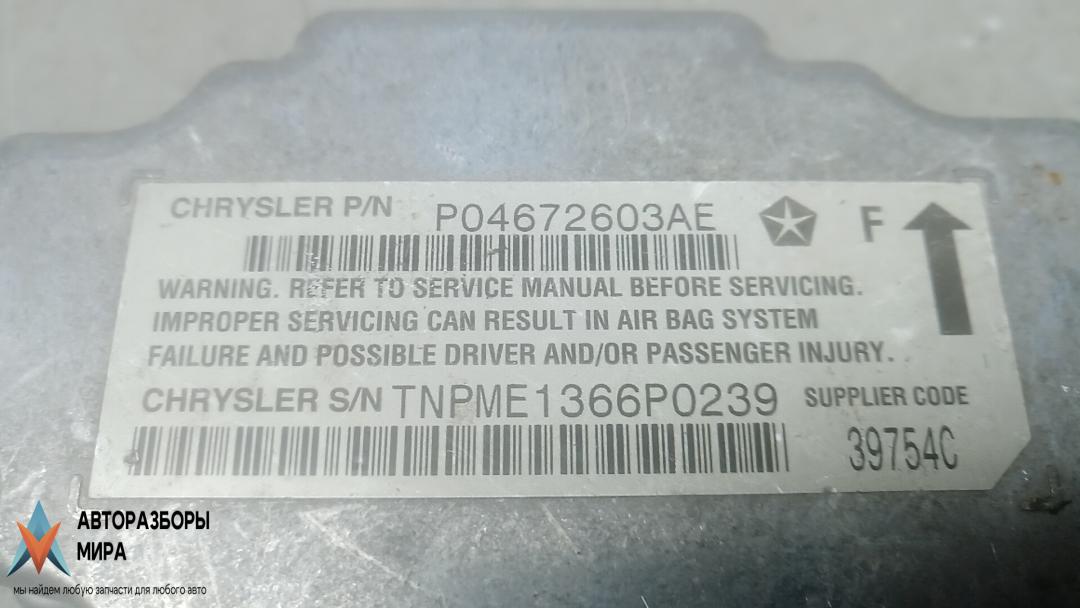 CHRYSLER P/N P04672603AE F
WARNING. REFER TO SERVICE MANUAL BEFORE SERVICING.
IMPROPER SERVICING CAN RESULT IN AIR BAG SYSTEM
FAILURE AND POSSIBLE DRIVER AND/OR PASSENGER INJURY.
CHRYSLER S/N TNPME1366P0239 SUPPLIER CODE
39754C
АВТОРАЗБОРЫ
МИРА
мы найдем любую запчасти для любого авто